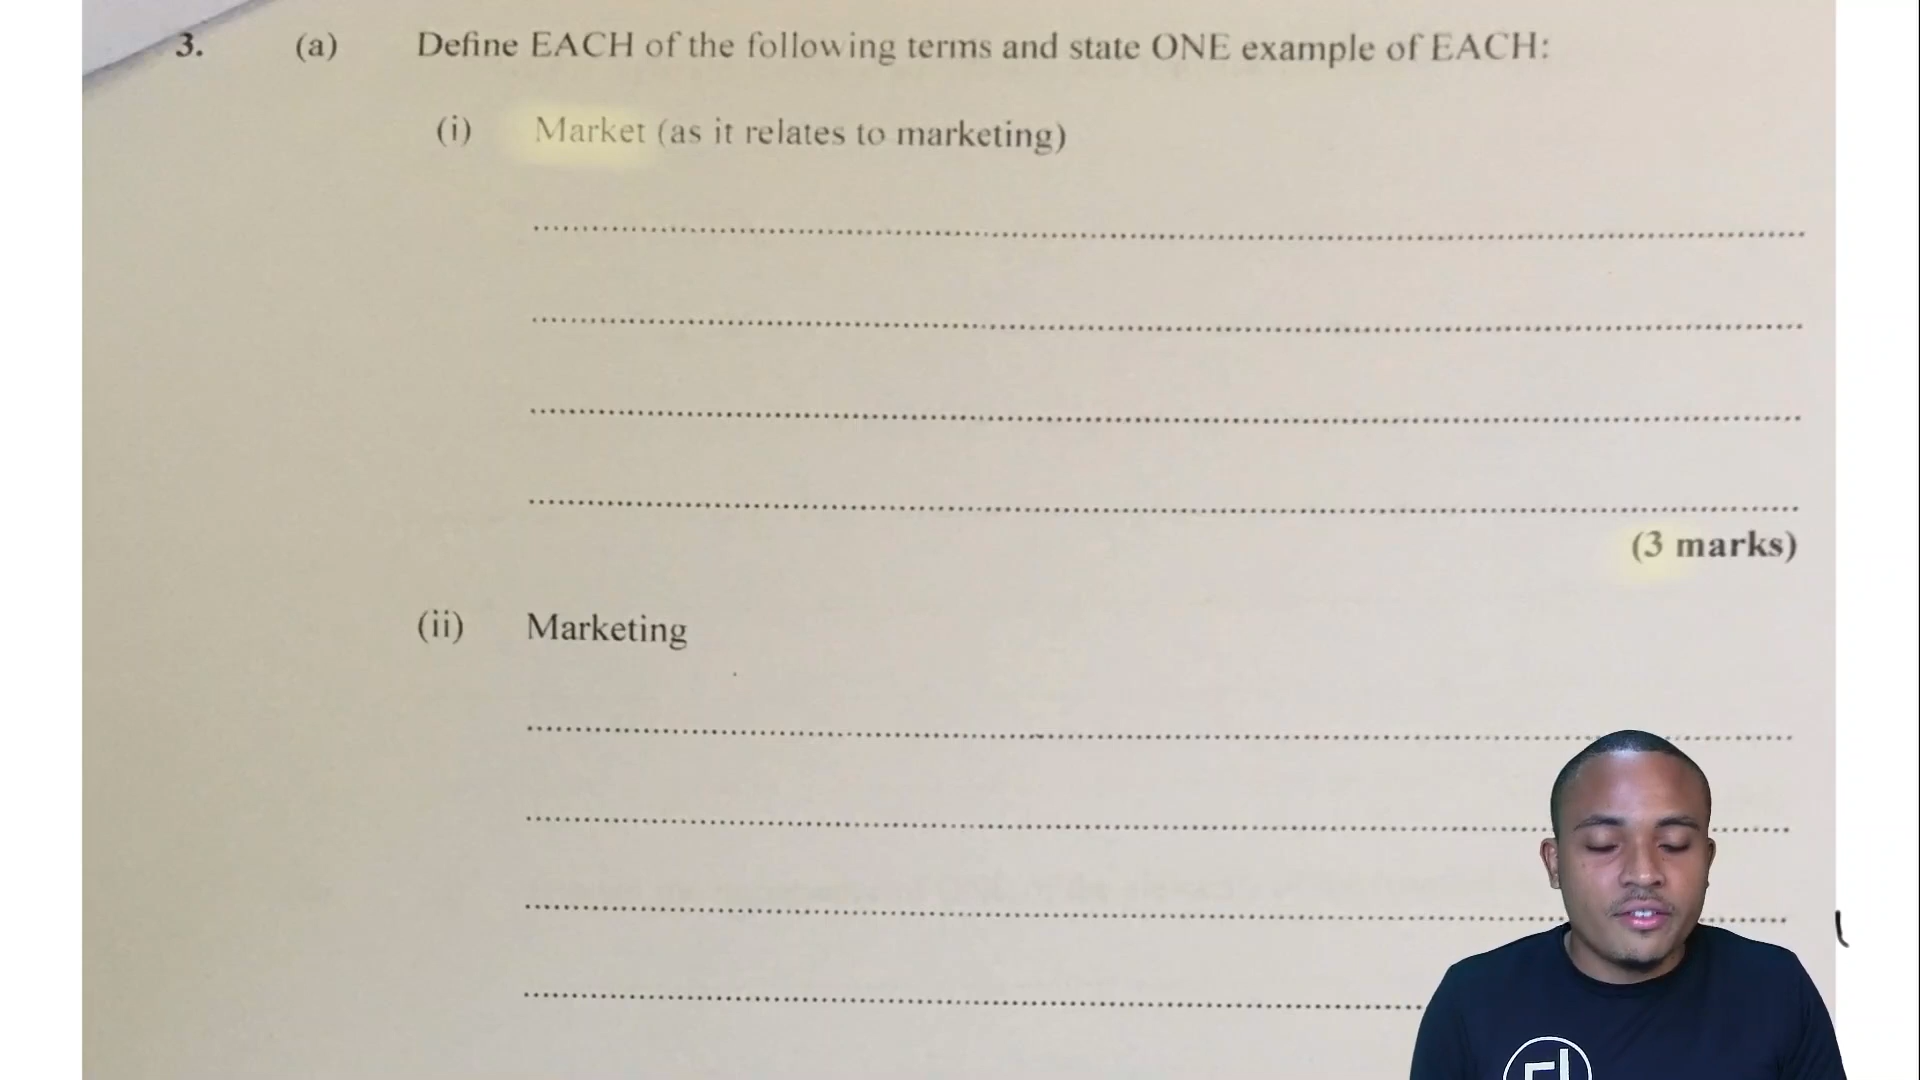 3. (a) Define EACH of the following terms and state ONE example of EACH:
(i) Market (as it relates to marketing)
(3 marks)
(ii) Marketing